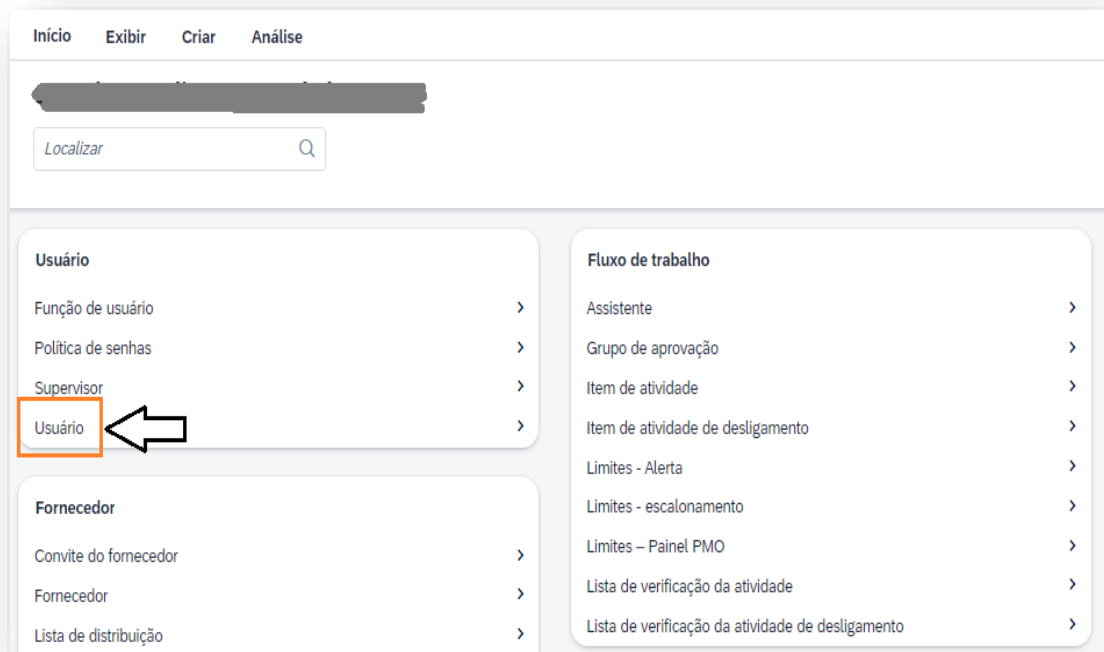 Início Exibir Criar Análise
Localizar
Usuário
Função de usuário
Política de senhas
Supervisor
Usuário
Fornecedor
Convite do fornecedor
Fornecedor
Lista de distribuição
Fluxo de trabalho
Assistente
Grupo de aprovação
Item de atividade
Item de atividade de desligamento
Limites - Alerta
Limites - escalonamento
Limites – Painel PMO
Lista de verificação da atividade
Lista de verificação da atividade de desligamento